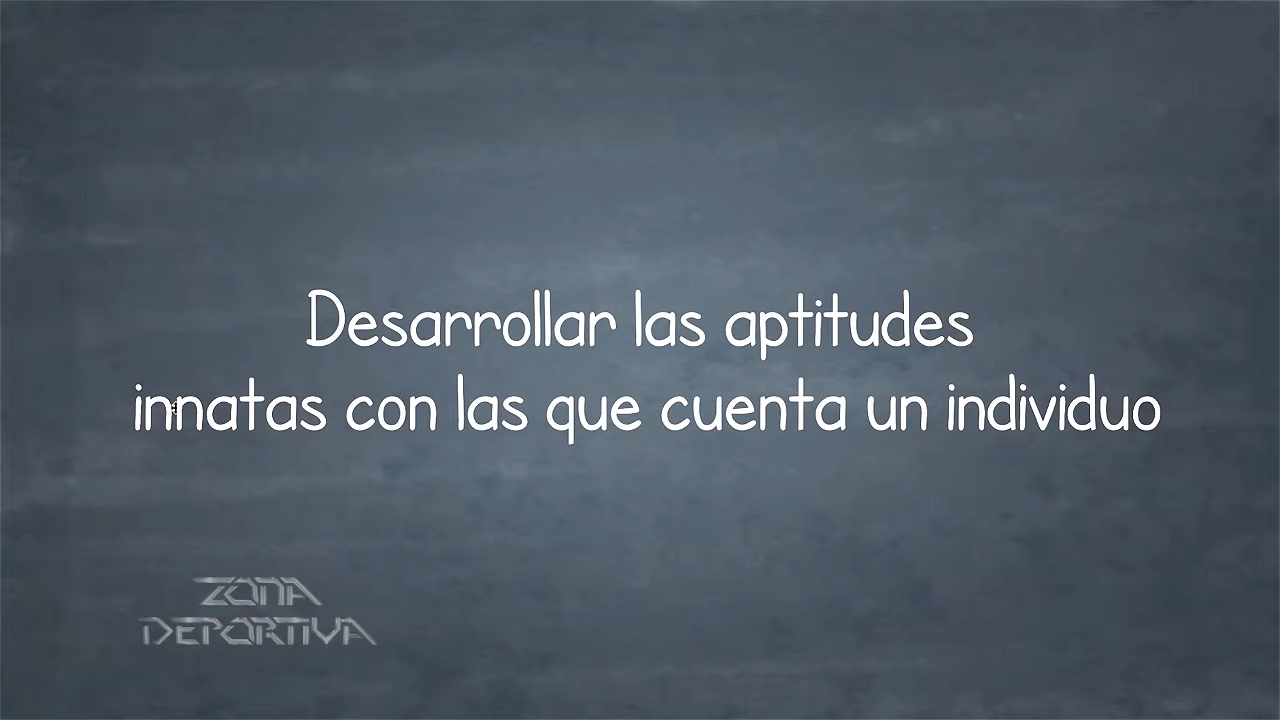 Desarrollar las aptitudes
innatas con las que cuenta un individuo
ZONA
DEPORTIVA